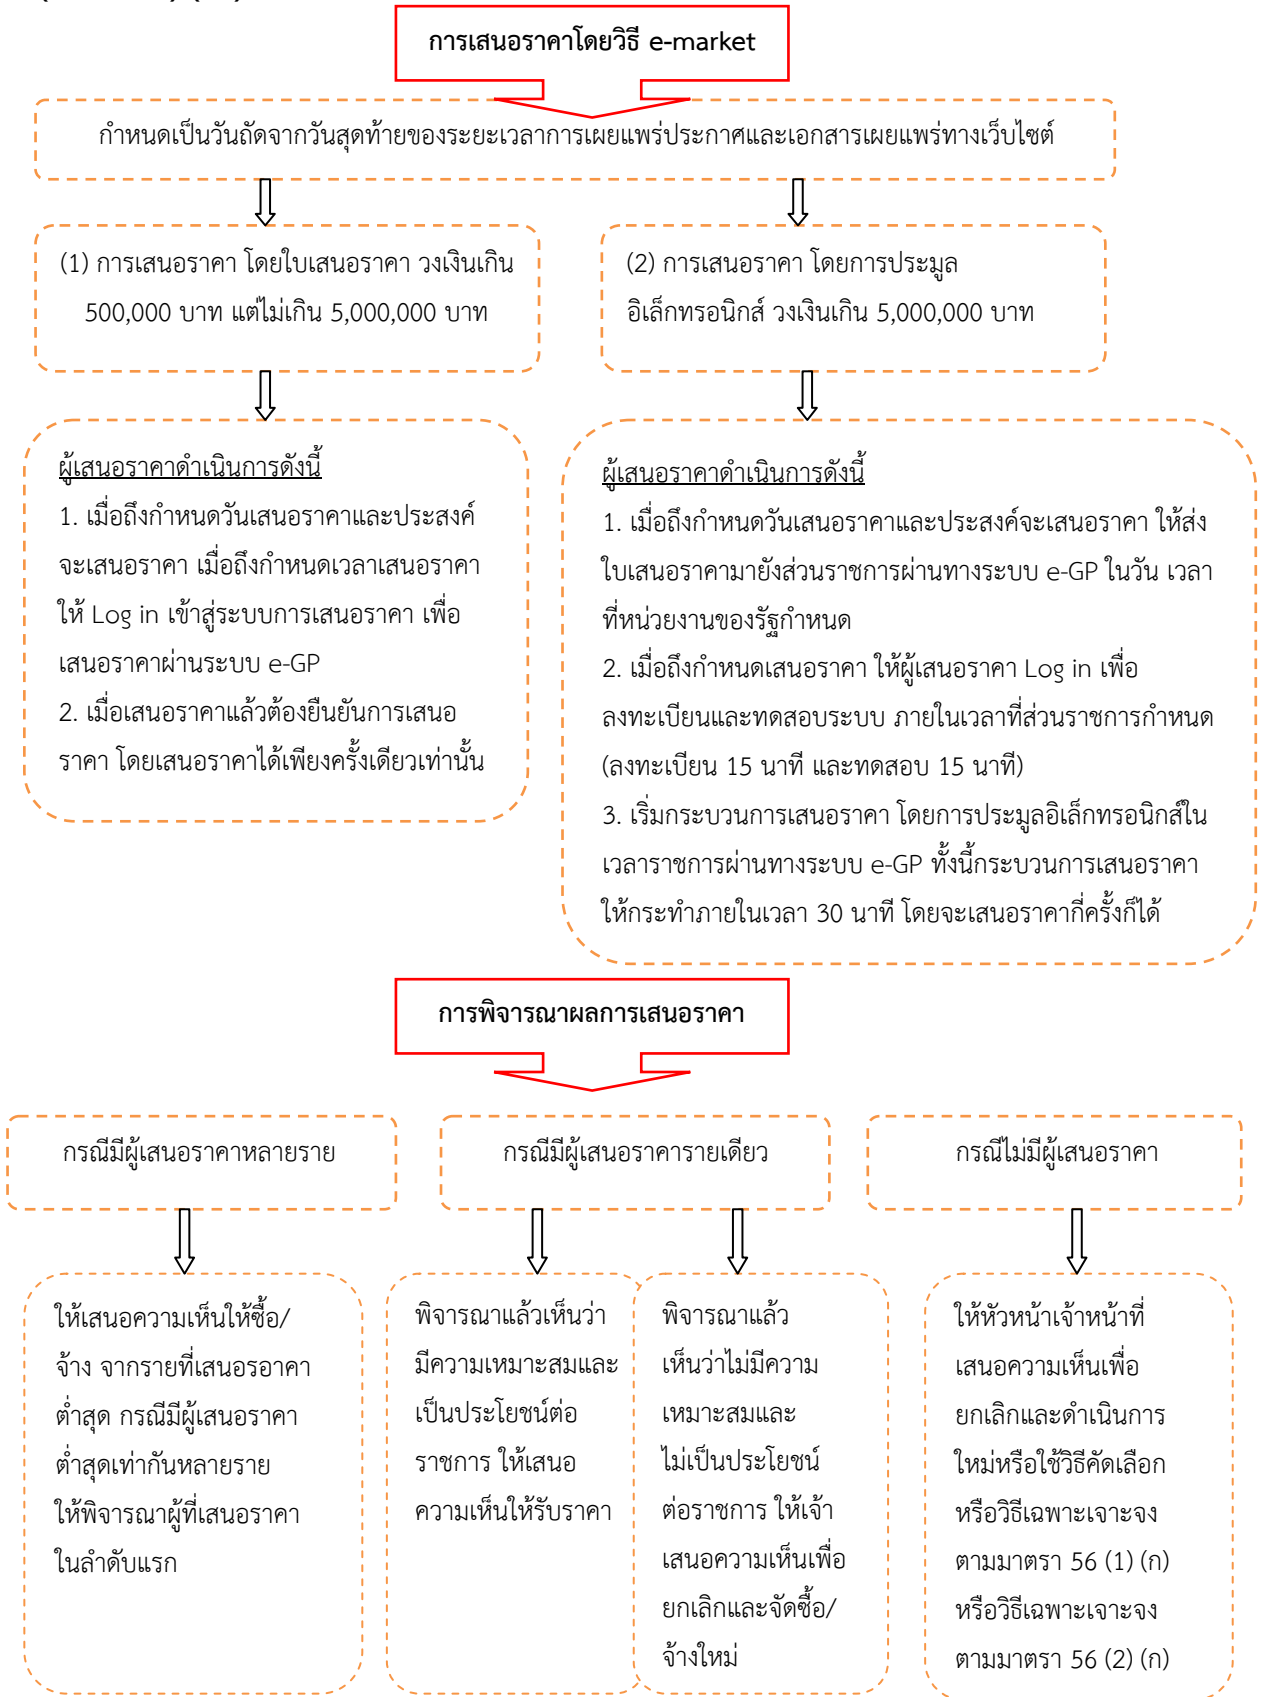 การเสนอราคาโดยวิธี e-market
กำหนดเป็นวันถัดจากวันสุดท้ายของระยะเวลาการเผยแพร่ประกาศและเอกสารเผยแพร่ทางเว็บไซต์
(1) การเสนอราคา โดยใบเสนอราคา วงเงินเกิน
500,000 บาท แต่ไม่เกิน 5,000,000 บาท
(2) การเสนอราคา โดยการประมูล
อิเล็กทรอนิกส์ วงเงินเกิน 5,000,000 บาท
ผู้เสนอราคาดำเนินการดังนี้
1. เมื่อถึงกำหนดวันเสนอราคาและประสงค์
จะเสนอราคา เมื่อถึงกำหนดเวลาเสนอราคา
ให้ Log in เข้าสู่ระบบการเสนอราคา เพื่อ
เสนอราคาผ่านระบบ e-GP
2. เมื่อเสนอราคาแล้วต้องยืนยันการเสนอ
ราคา โดยเสนอราคาได้เพียงครั้งเดียวเท่านั้น
ผู้เสนอราคาดำเนินการดังนี้
1. เมื่อถึงกำหนดวันเสนอราคาและประสงค์จะเสนอราคา ให้ส่ง
ใบเสนอราคามายังส่วนราชการผ่านทางระบบ e-GP ในวัน เวลา
ที่หน่วยงานของรัฐกำหนด
2. เมื่อถึงกำหนดเสนอราคา ให้ผู้เสนอราคา Log in เพื่อ
ลงทะเบียนและทดสอบระบบ ภายในเวลาที่ส่วนราชการกำหนด
(ลงทะเบียน 15 นาที และทดสอบ 15 นาที)
3. เริ่มกระบวนการเสนอราคา โดยการประมูลอิเล็กทรอนิกส์ใน
เวลาราชการผ่านทางระบบ e-GP ทั้งนี้กระบวนการเสนอราคา
ให้กระทำภายในเวลา 30 นาที โดยจะเสนอราคากี่ครั้งก็ได้
การพิจารณาผลการเสนอราคา
กรณีมีผู้เสนอราคาหลายราย
กรณีมีผู้เสนอราคารายเดียว
กรณีไม่มีผู้เสนอราคา
ให้เสนอความเห็นให้ซื้อ/
จ้าง จากรายที่เสนอรอาคา
ต่ำสุด กรณีมีผู้เสนอราคา
ต่ำสุดเท่ากันหลายราย
ให้พิจารณาผู้ที่เสนอราคา
ในลำดับแรก
พิจารณาแล้วเห็นว่า
มีความเหมาะสมและ
เป็นประโยชน์ต่อ
ราชการ ให้เสนอ
ความเห็นให้รับราคา
พิจารณาแล้ว
เห็นว่าไม่มีความ
เหมาะสมและ
ไม่เป็นประโยชน์
ต่อราชการ ให้เจ้า
เสนอความเห็นเพื่อ
ยกเลิกและจัดซื้อ/
จ้างใหม่
ให้หัวหน้าเจ้าหน้าที่
เสนอความเห็นเพื่อ
ยกเลิกและดำเนินการ
ใหม่หรือใช้วิธีคัดเลือก
หรือวิธีเฉพาะเจาะจง
ตามมาตรา 56 (1) (ก)
หรือวิธีเฉพาะเจาะจง
ตามมาตรา 56 (2) (ก)